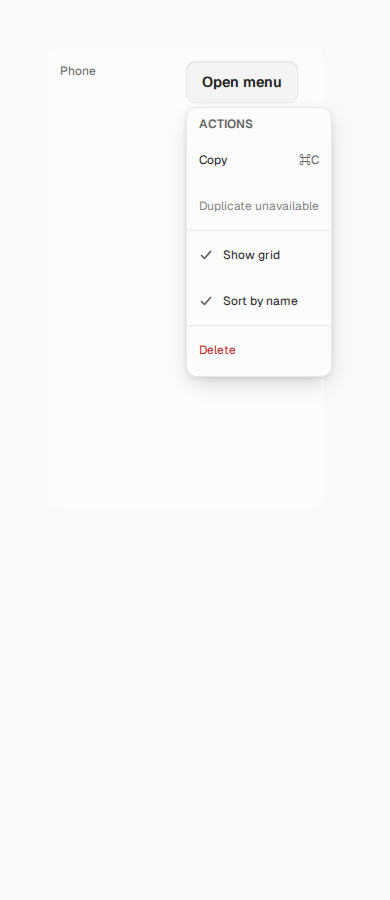 Phone
Open menu
ACTIONS
Copy ⌘C
Duplicate unavailable
Show grid
Sort by name
Delete